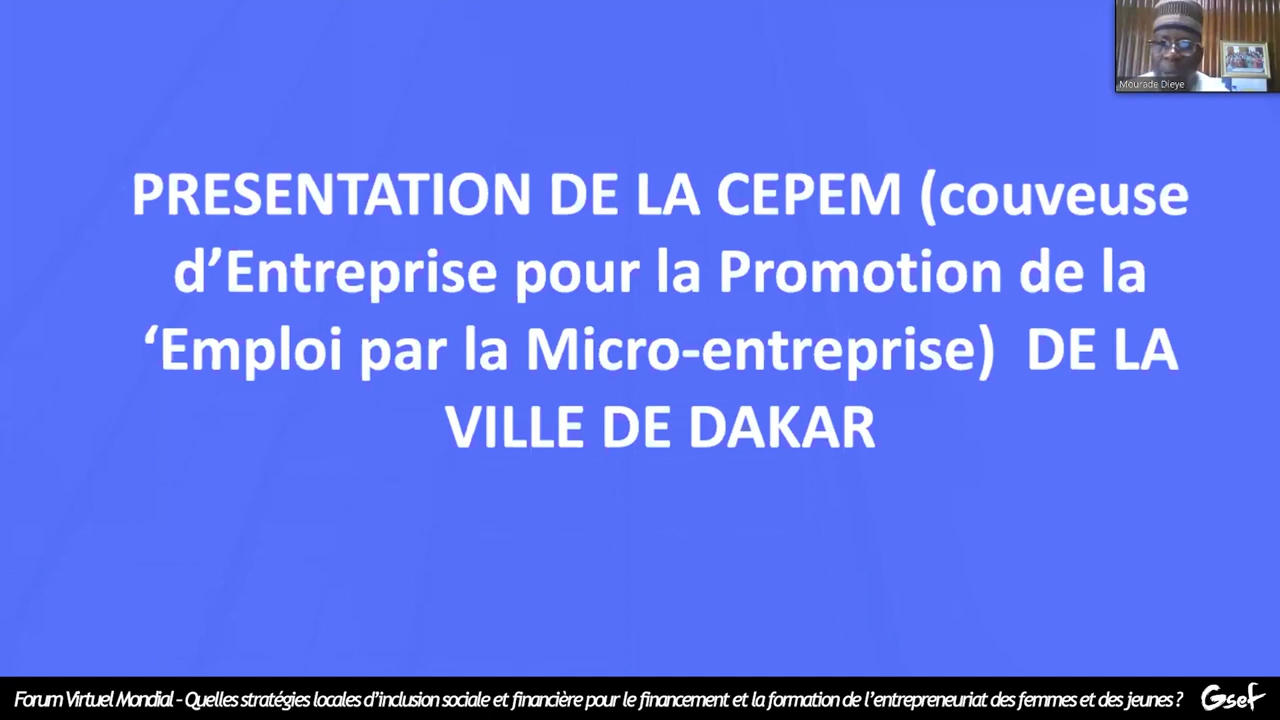 Mourade Dieye
PRESENTATION DE LA CEPEM (couveuse
d’Entreprise pour la Promotion de la
‘Emploi par la Micro-entreprise)  DE LA
VILLE DE DAKAR
Forum Virtuel Mondial - Quelles stratégies locales d’inclusion sociale et financière pour le financement et la formation de l’entrepreneuriat des femmes et des jeunes ?
Gsef